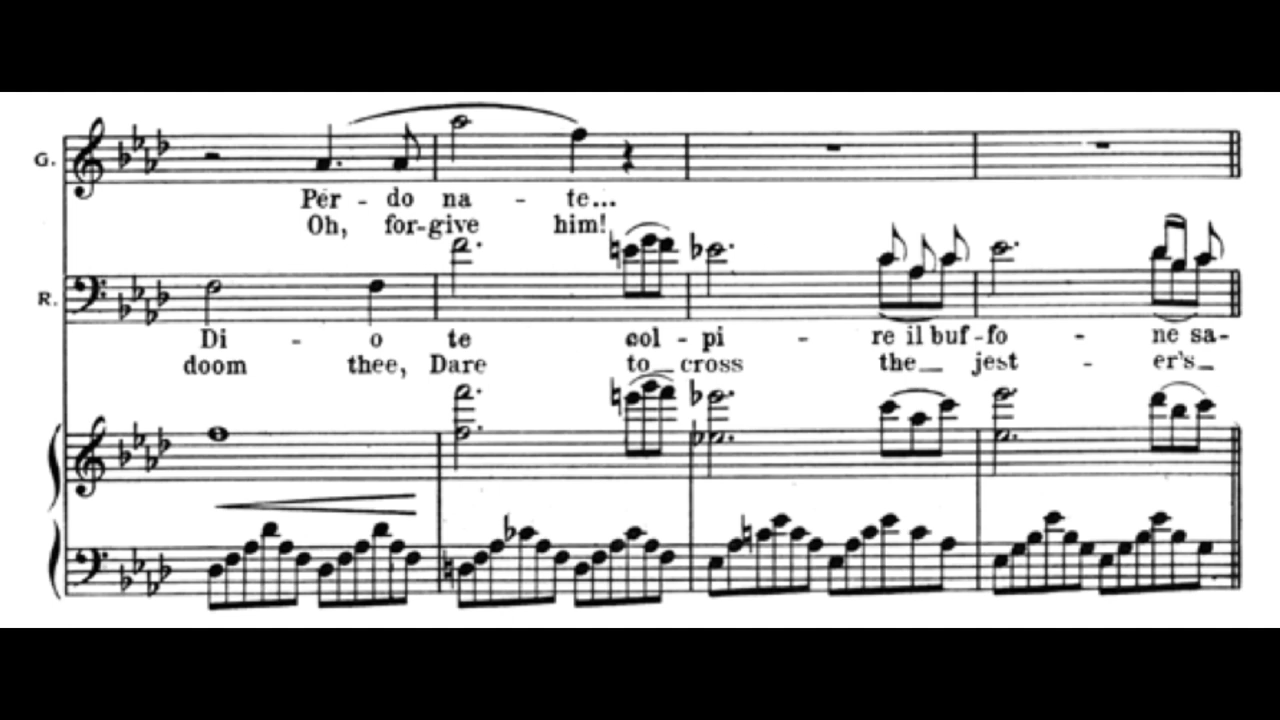 G.
Per - do na - te...
Oh, for-give him!
R.
Di - o te col - pi - re il buf - fo - ne sa-
doom thee, Dare to cross the jest - er's